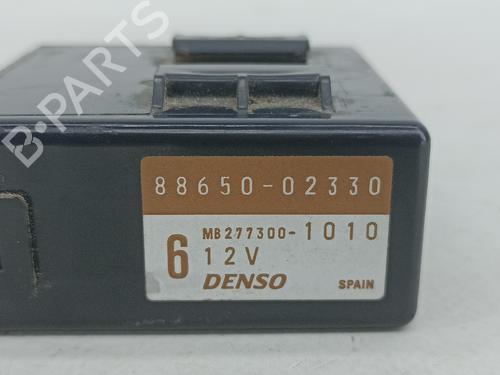 B-PARTS
88650-02330
MB277300-1010
6 12V
DENSO
SPAIN